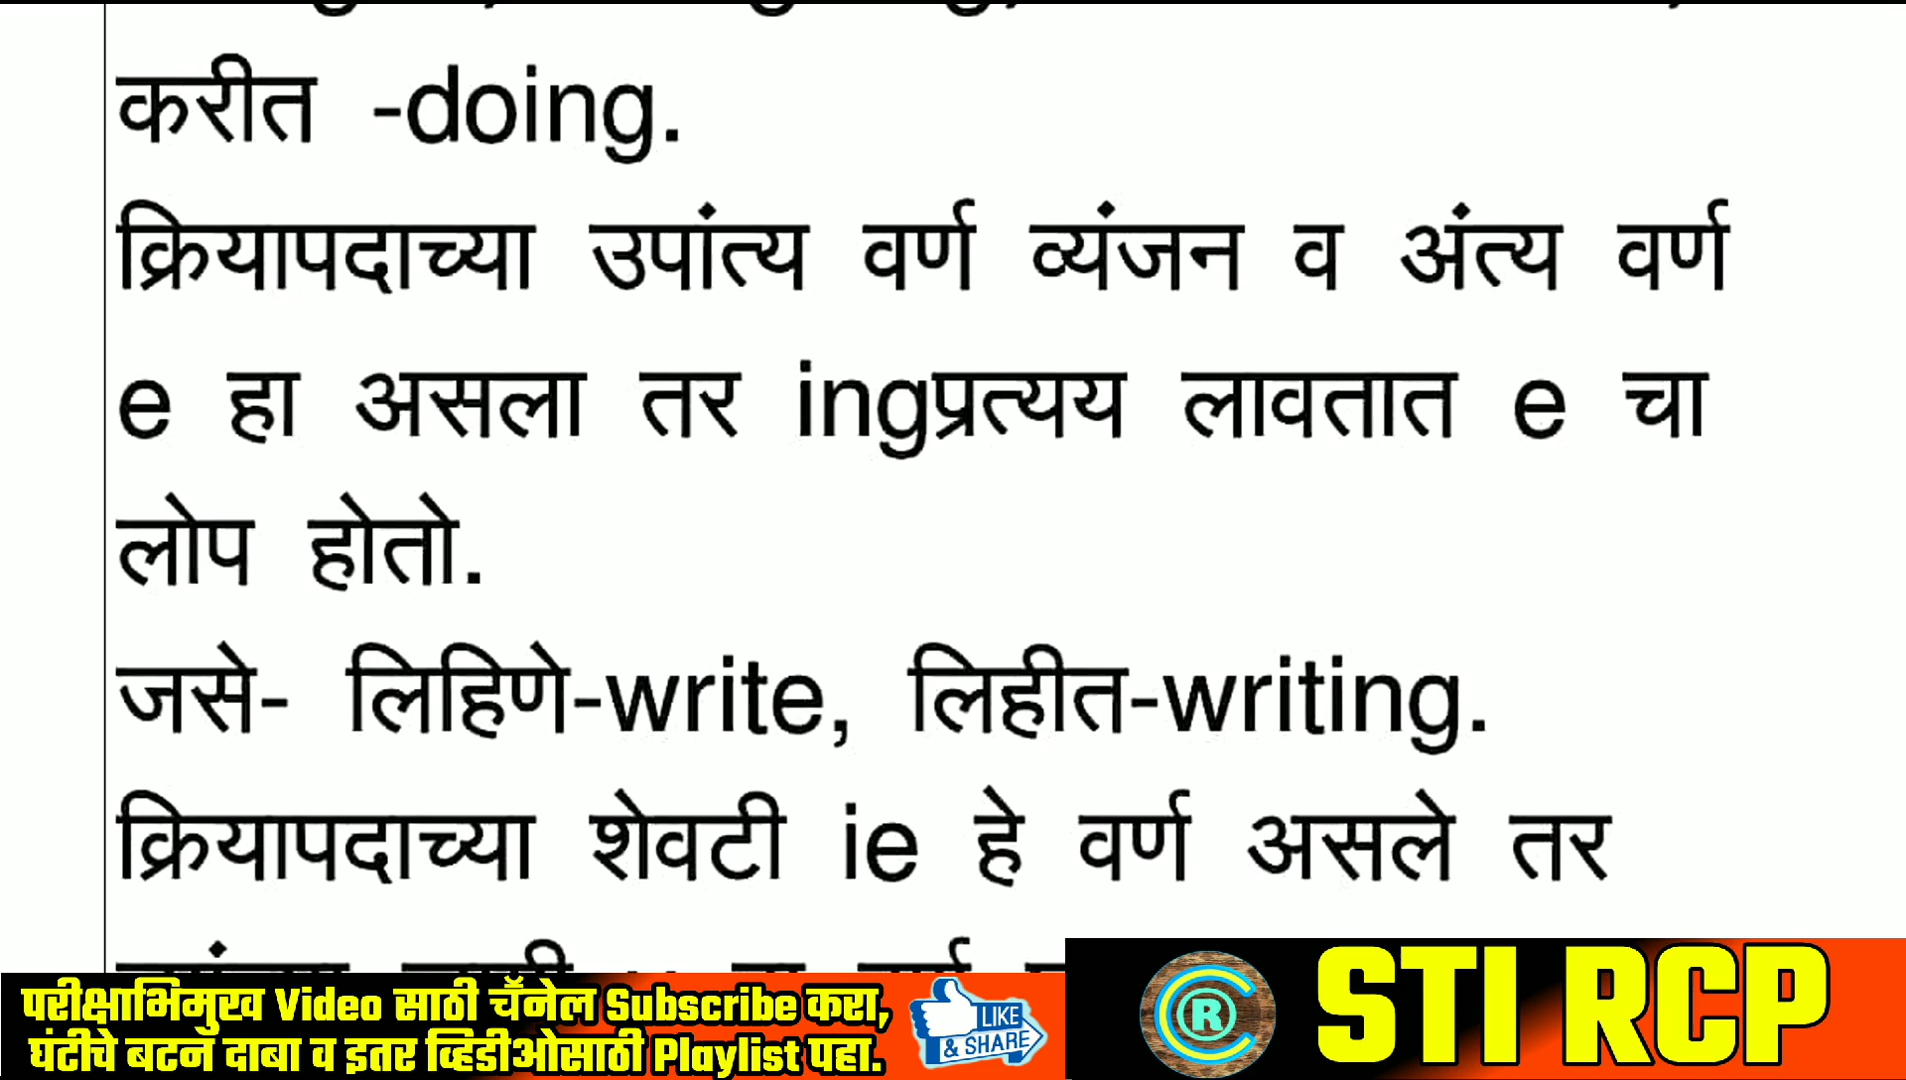 करीत -doing.
क्रियापदाच्या उपांत्य वर्ण व्यंजन व अंत्य वर्ण
e हा असला तर ingप्रत्यय लावतात e चा
लोप होतो.
जसे- लिहिणे-write, लिहीत-writing.
क्रियापदाच्या शेवटी ie हे वर्ण असले तर
परीक्षाभिमुख Video साठी चॅनेल Subscribe करा,
घंटीचे बटन दाबा व इतर व्हिडीओसाठी Playlist पहा.
LIKE
& SHARE
®
STI RCP